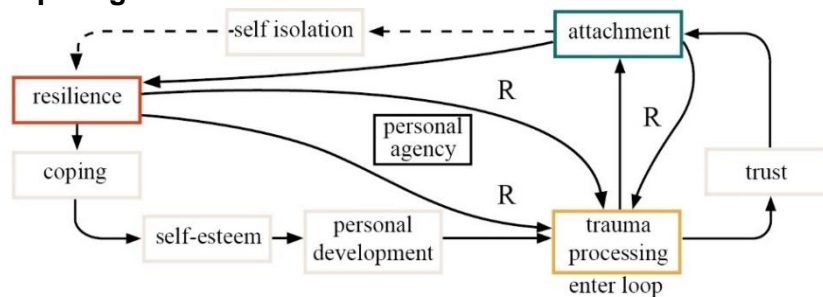 self isolation
attachment
resilience
R
R
personal
agency
coping
trust
R
self-esteem
personal
development
trauma
processing
enter loop